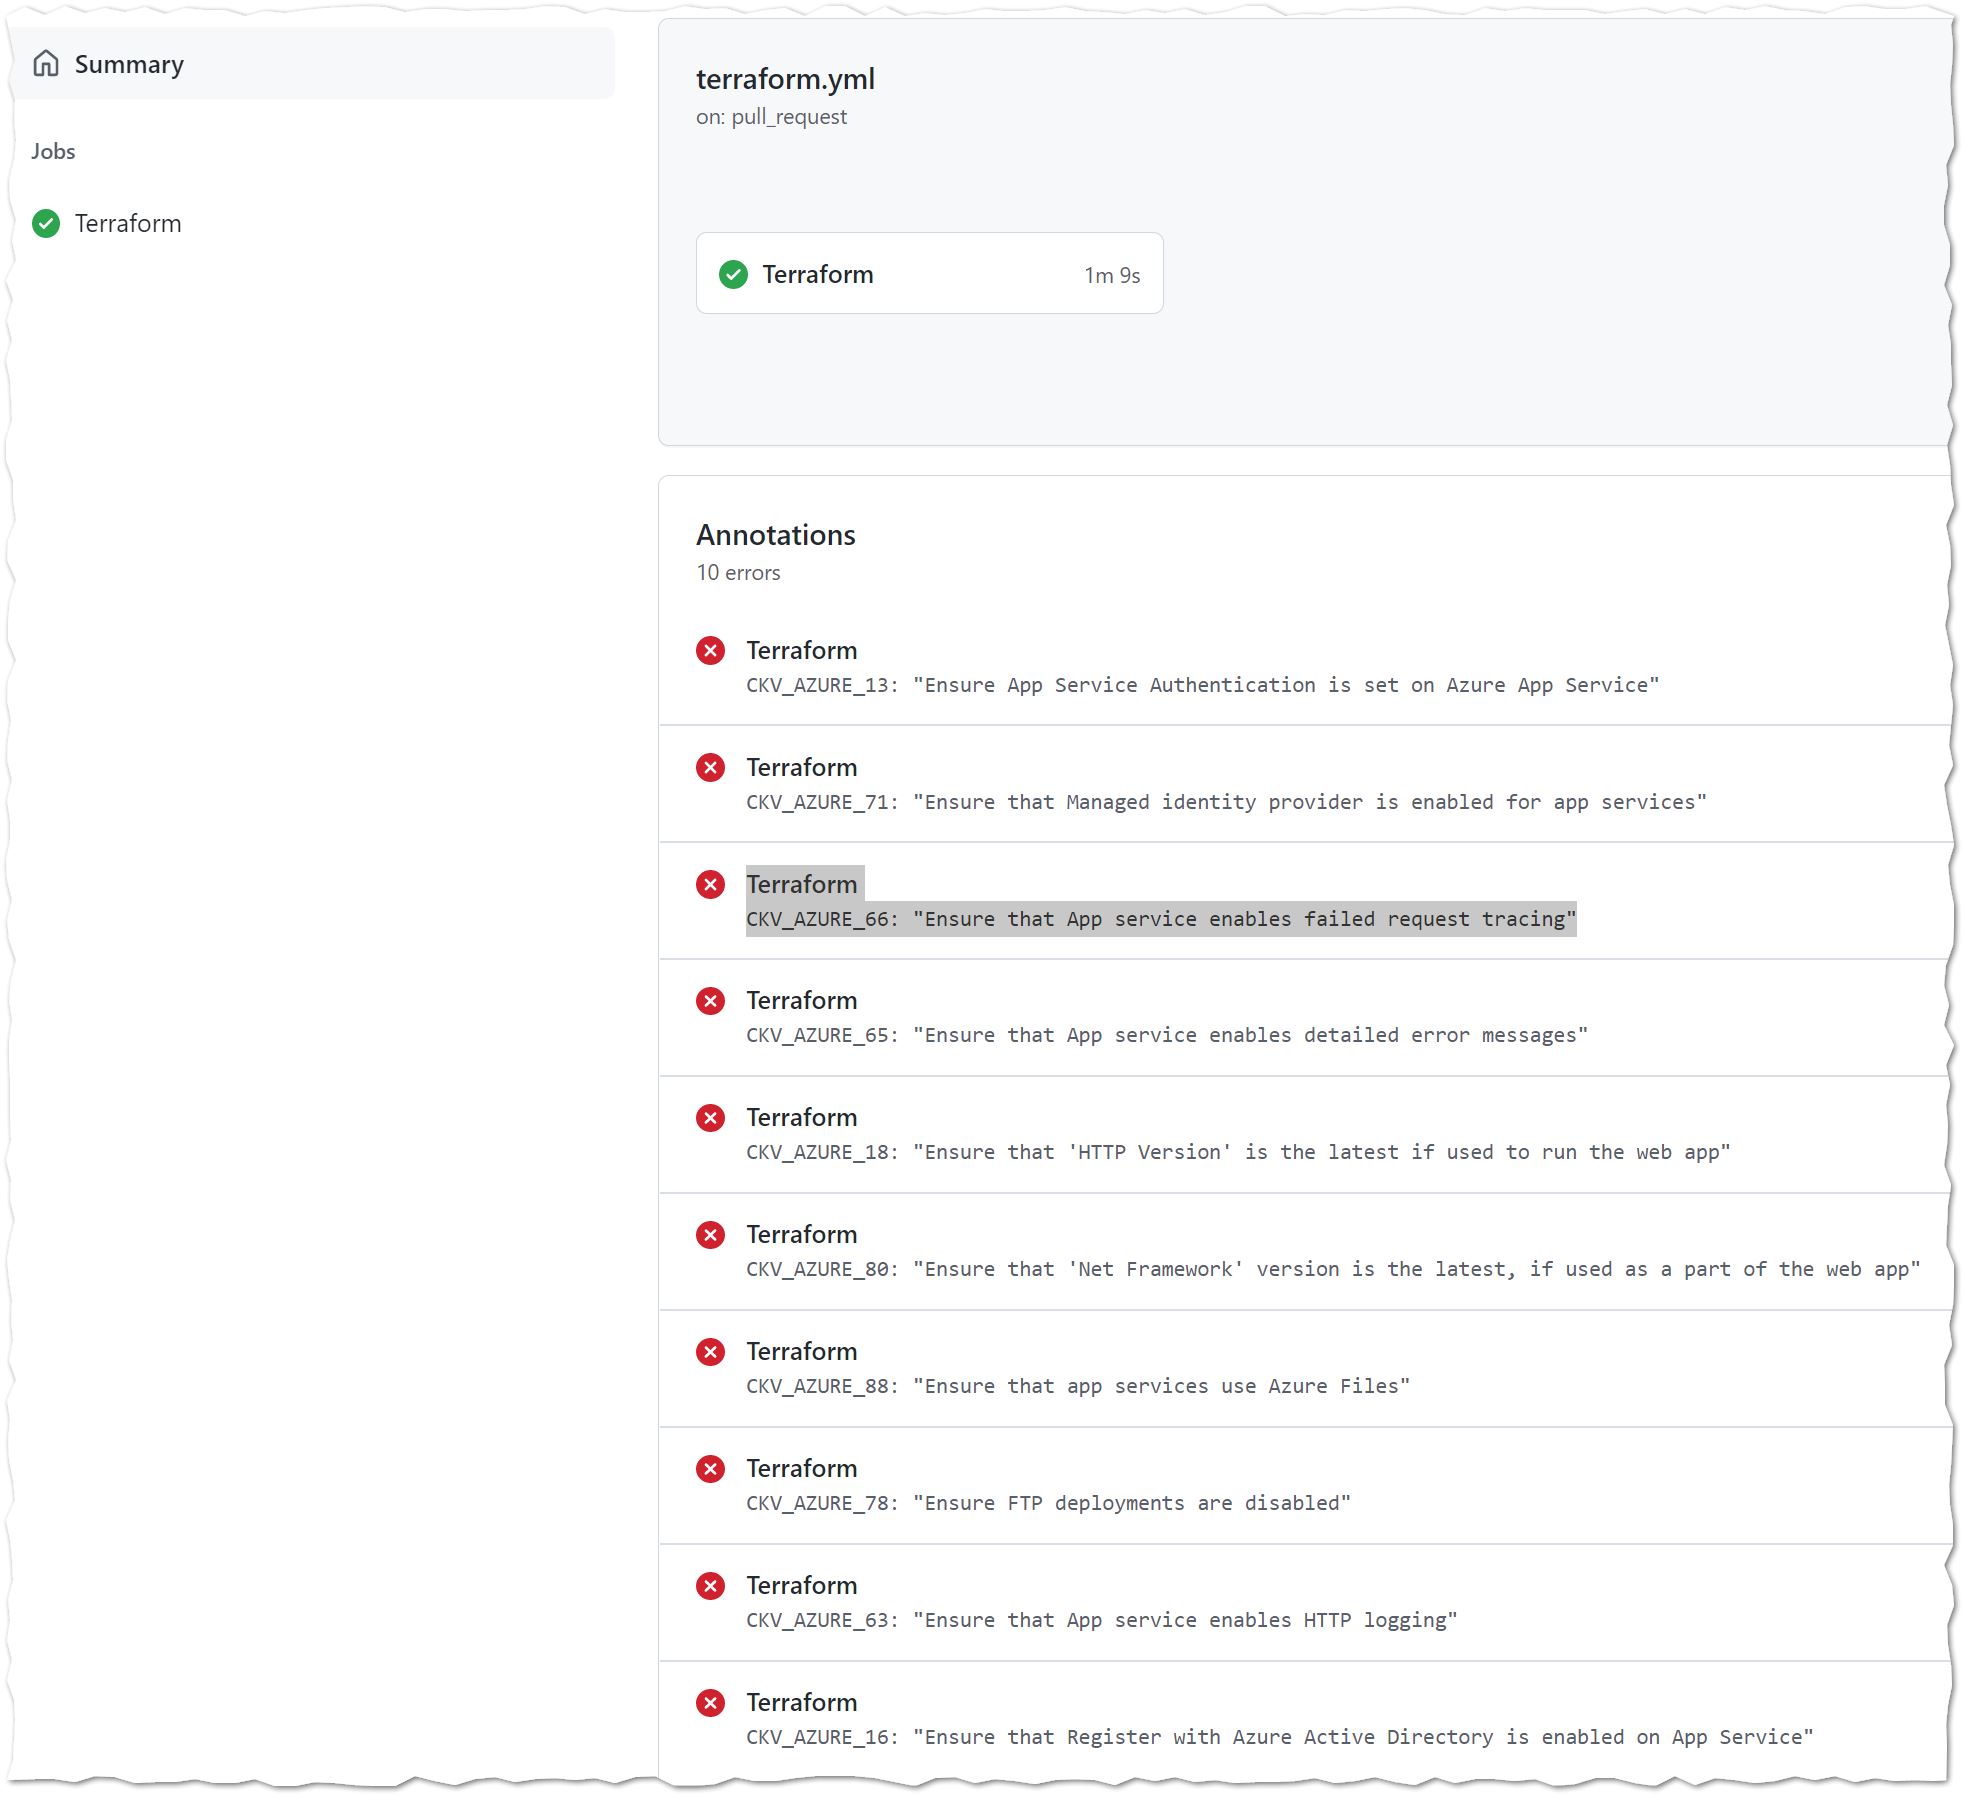 Summary
Jobs
Terraform
terraform.yml
on: pull_request
Terraform 1m 9s
Annotations
10 errors
Terraform
CKV_AZURE_13: "Ensure App Service Authentication is set on Azure App Service"
Terraform
CKV_AZURE_71: "Ensure that Managed identity provider is enabled for app services"
Terraform
CKV_AZURE_66: "Ensure that App service enables failed request tracing"
Terraform
CKV_AZURE_65: "Ensure that App service enables detailed error messages"
Terraform
CKV_AZURE_18: "Ensure that 'HTTP Version' is the latest if used to run the web app"
Terraform
CKV_AZURE_80: "Ensure that 'Net Framework' version is the latest, if used as a part of the web app"
Terraform
CKV_AZURE_88: "Ensure that app services use Azure Files"
Terraform
CKV_AZURE_78: "Ensure FTP deployments are disabled"
Terraform
CKV_AZURE_63: "Ensure that App service enables HTTP logging"
Terraform
CKV_AZURE_16: "Ensure that Register with Azure Active Directory is enabled on App Service"